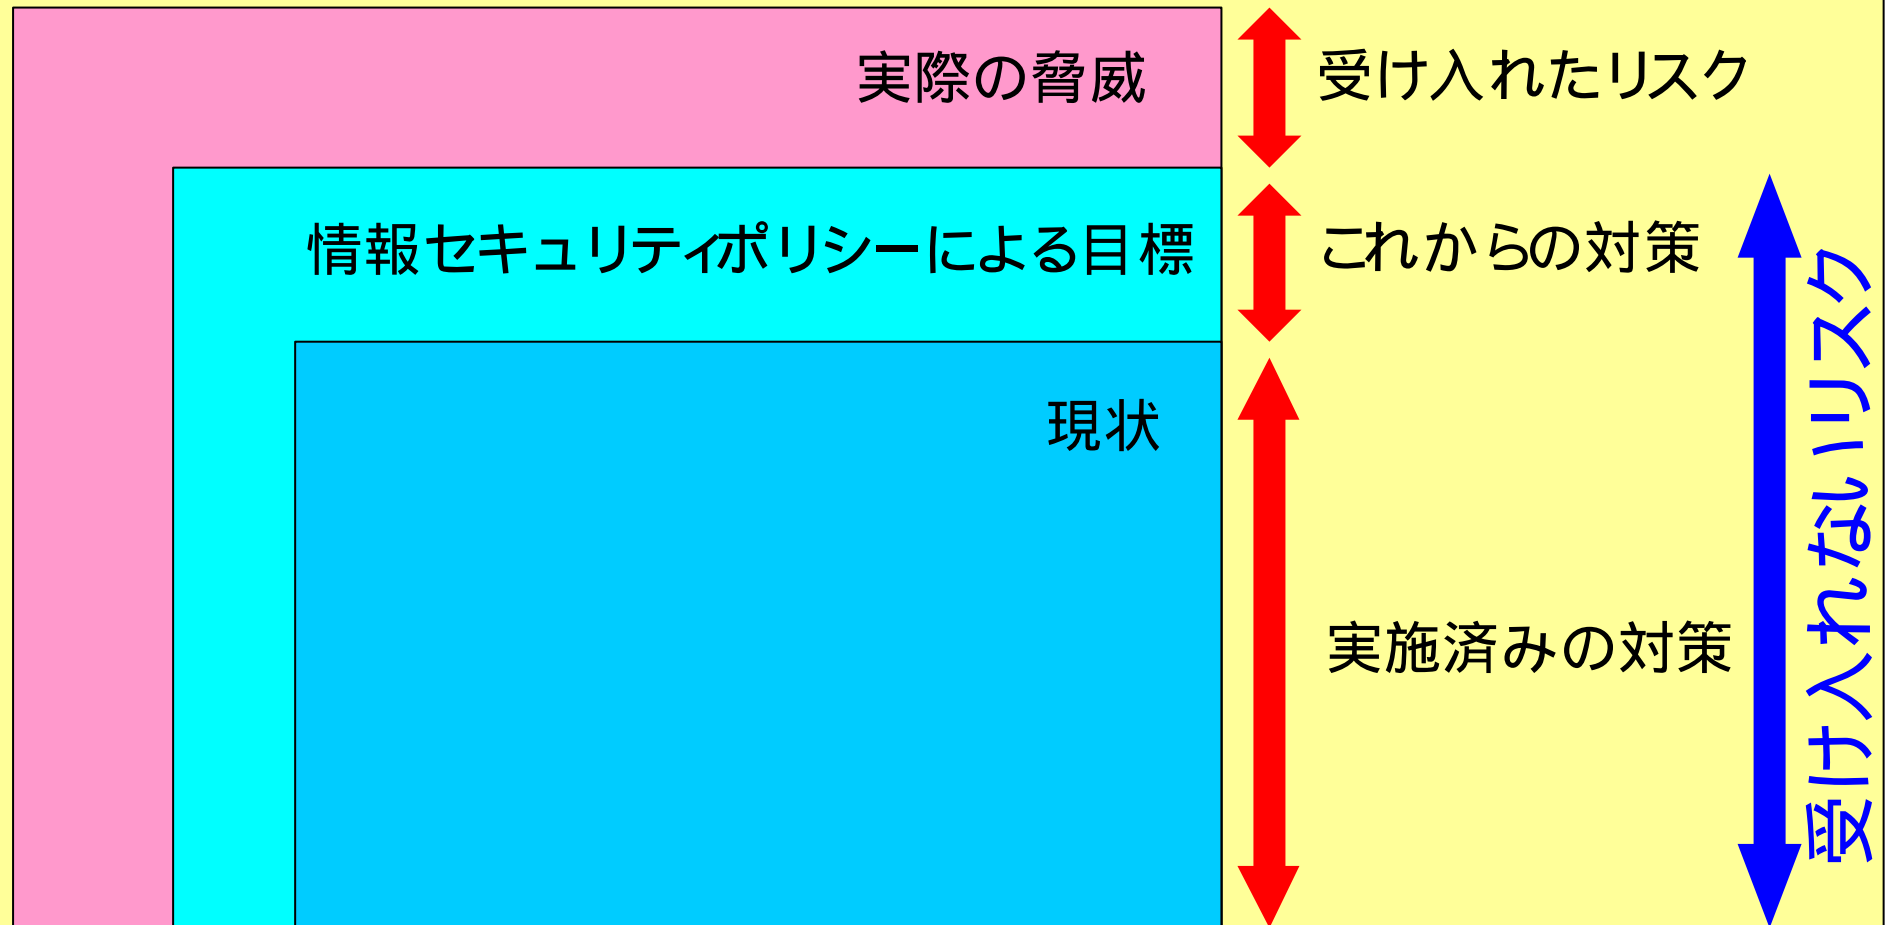 実際の脅威
受け入れたリスク
情報セキュリティポリシーによる目標
これからの対策
現状
実施済みの対策
受け入れないリスク